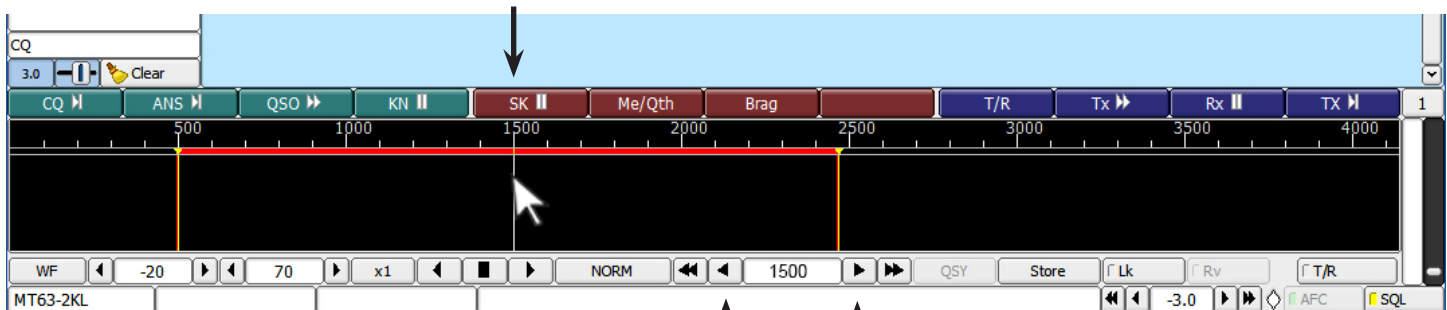 CQ
3.0 Clear
CQ ANS QSO KN SK Me/Qth Brag T/R Tx Rx TX 1
500 1000 1500 2000 2500 3000 3500 4000
WF -20 70 x1 NORM 1500 QSY Store Lk Rv T/R
MT63-2KL -3.0 AFC SQL